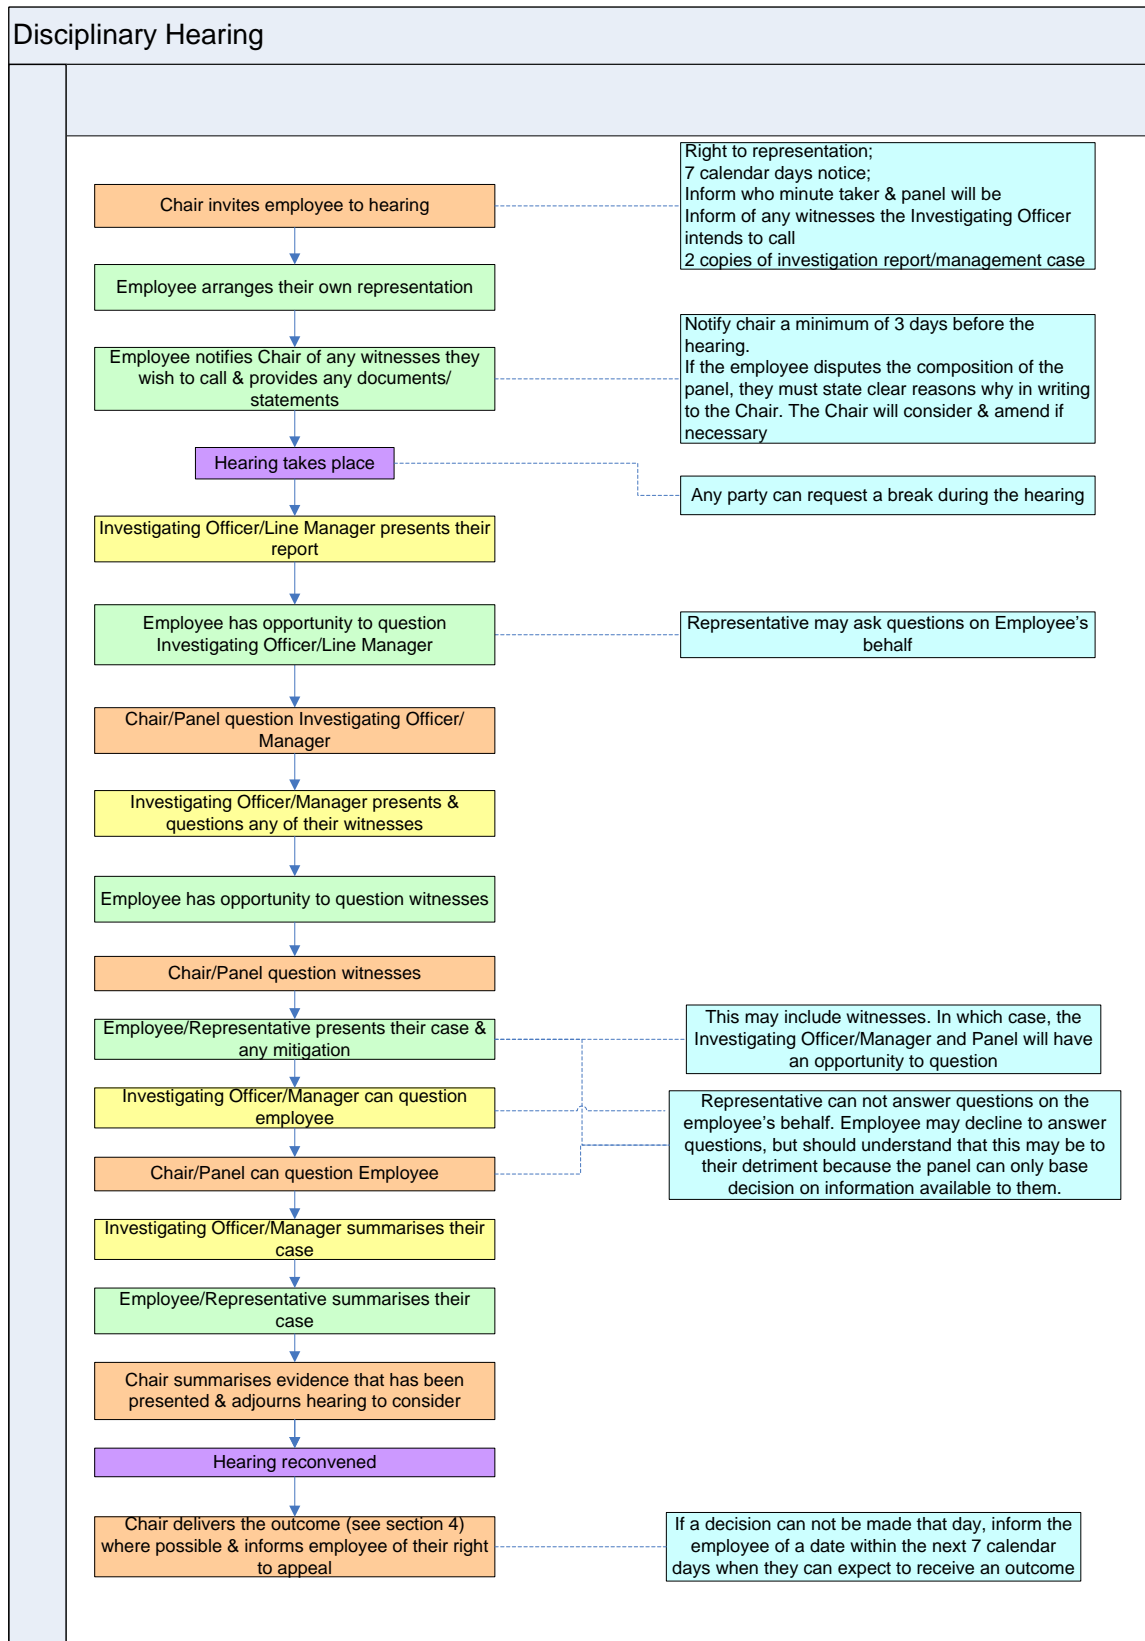 Disciplinary Hearing
Right to representation;
7 calendar days notice;
Inform who minute taker & panel will be
Inform of any witnesses the Investigating Officer
intends to call
2 copies of investigation report/management case
Chair invites employee to hearing
Employee arranges their own representation
Notify chair a minimum of 3 days before the
hearing.
If the employee disputes the composition of the
panel, they must state clear reasons why in writing
to the Chair. The Chair will consider & amend if
necessary
Employee notifies Chair of any witnesses they
wish to call & provides any documents/
statements
Hearing takes place
Any party can request a break during the hearing
Investigating Officer/Line Manager presents their
report
Employee has opportunity to question
Investigating Officer/Line Manager
Representative may ask questions on Employee’s
behalf
Chair/Panel question Investigating Officer/
Manager
Investigating Officer/Manager presents &
questions any of their witnesses
Employee has opportunity to question witnesses
Chair/Panel question witnesses
Employee/Representative presents their case &
any mitigation
This may include witnesses. In which case, the
Investigating Officer/Manager and Panel will have
an opportunity to question
Investigating Officer/Manager can question
employee
Representative can not answer questions on the
employee’s behalf. Employee may decline to answer
questions, but should understand that this may be to
their detriment because the panel can only base
decision on information available to them.
Chair/Panel can question Employee
Investigating Officer/Manager summarises their
case
Employee/Representative summarises their
case
Chair summarises evidence that has been
presented & adjourns hearing to consider
Hearing reconvened
Chair delivers the outcome (see section 4)
where possible & informs employee of their right
to appeal
If a decision can not be made that day, inform the
employee of a date within the next 7 calendar
days when they can expect to receive an outcome